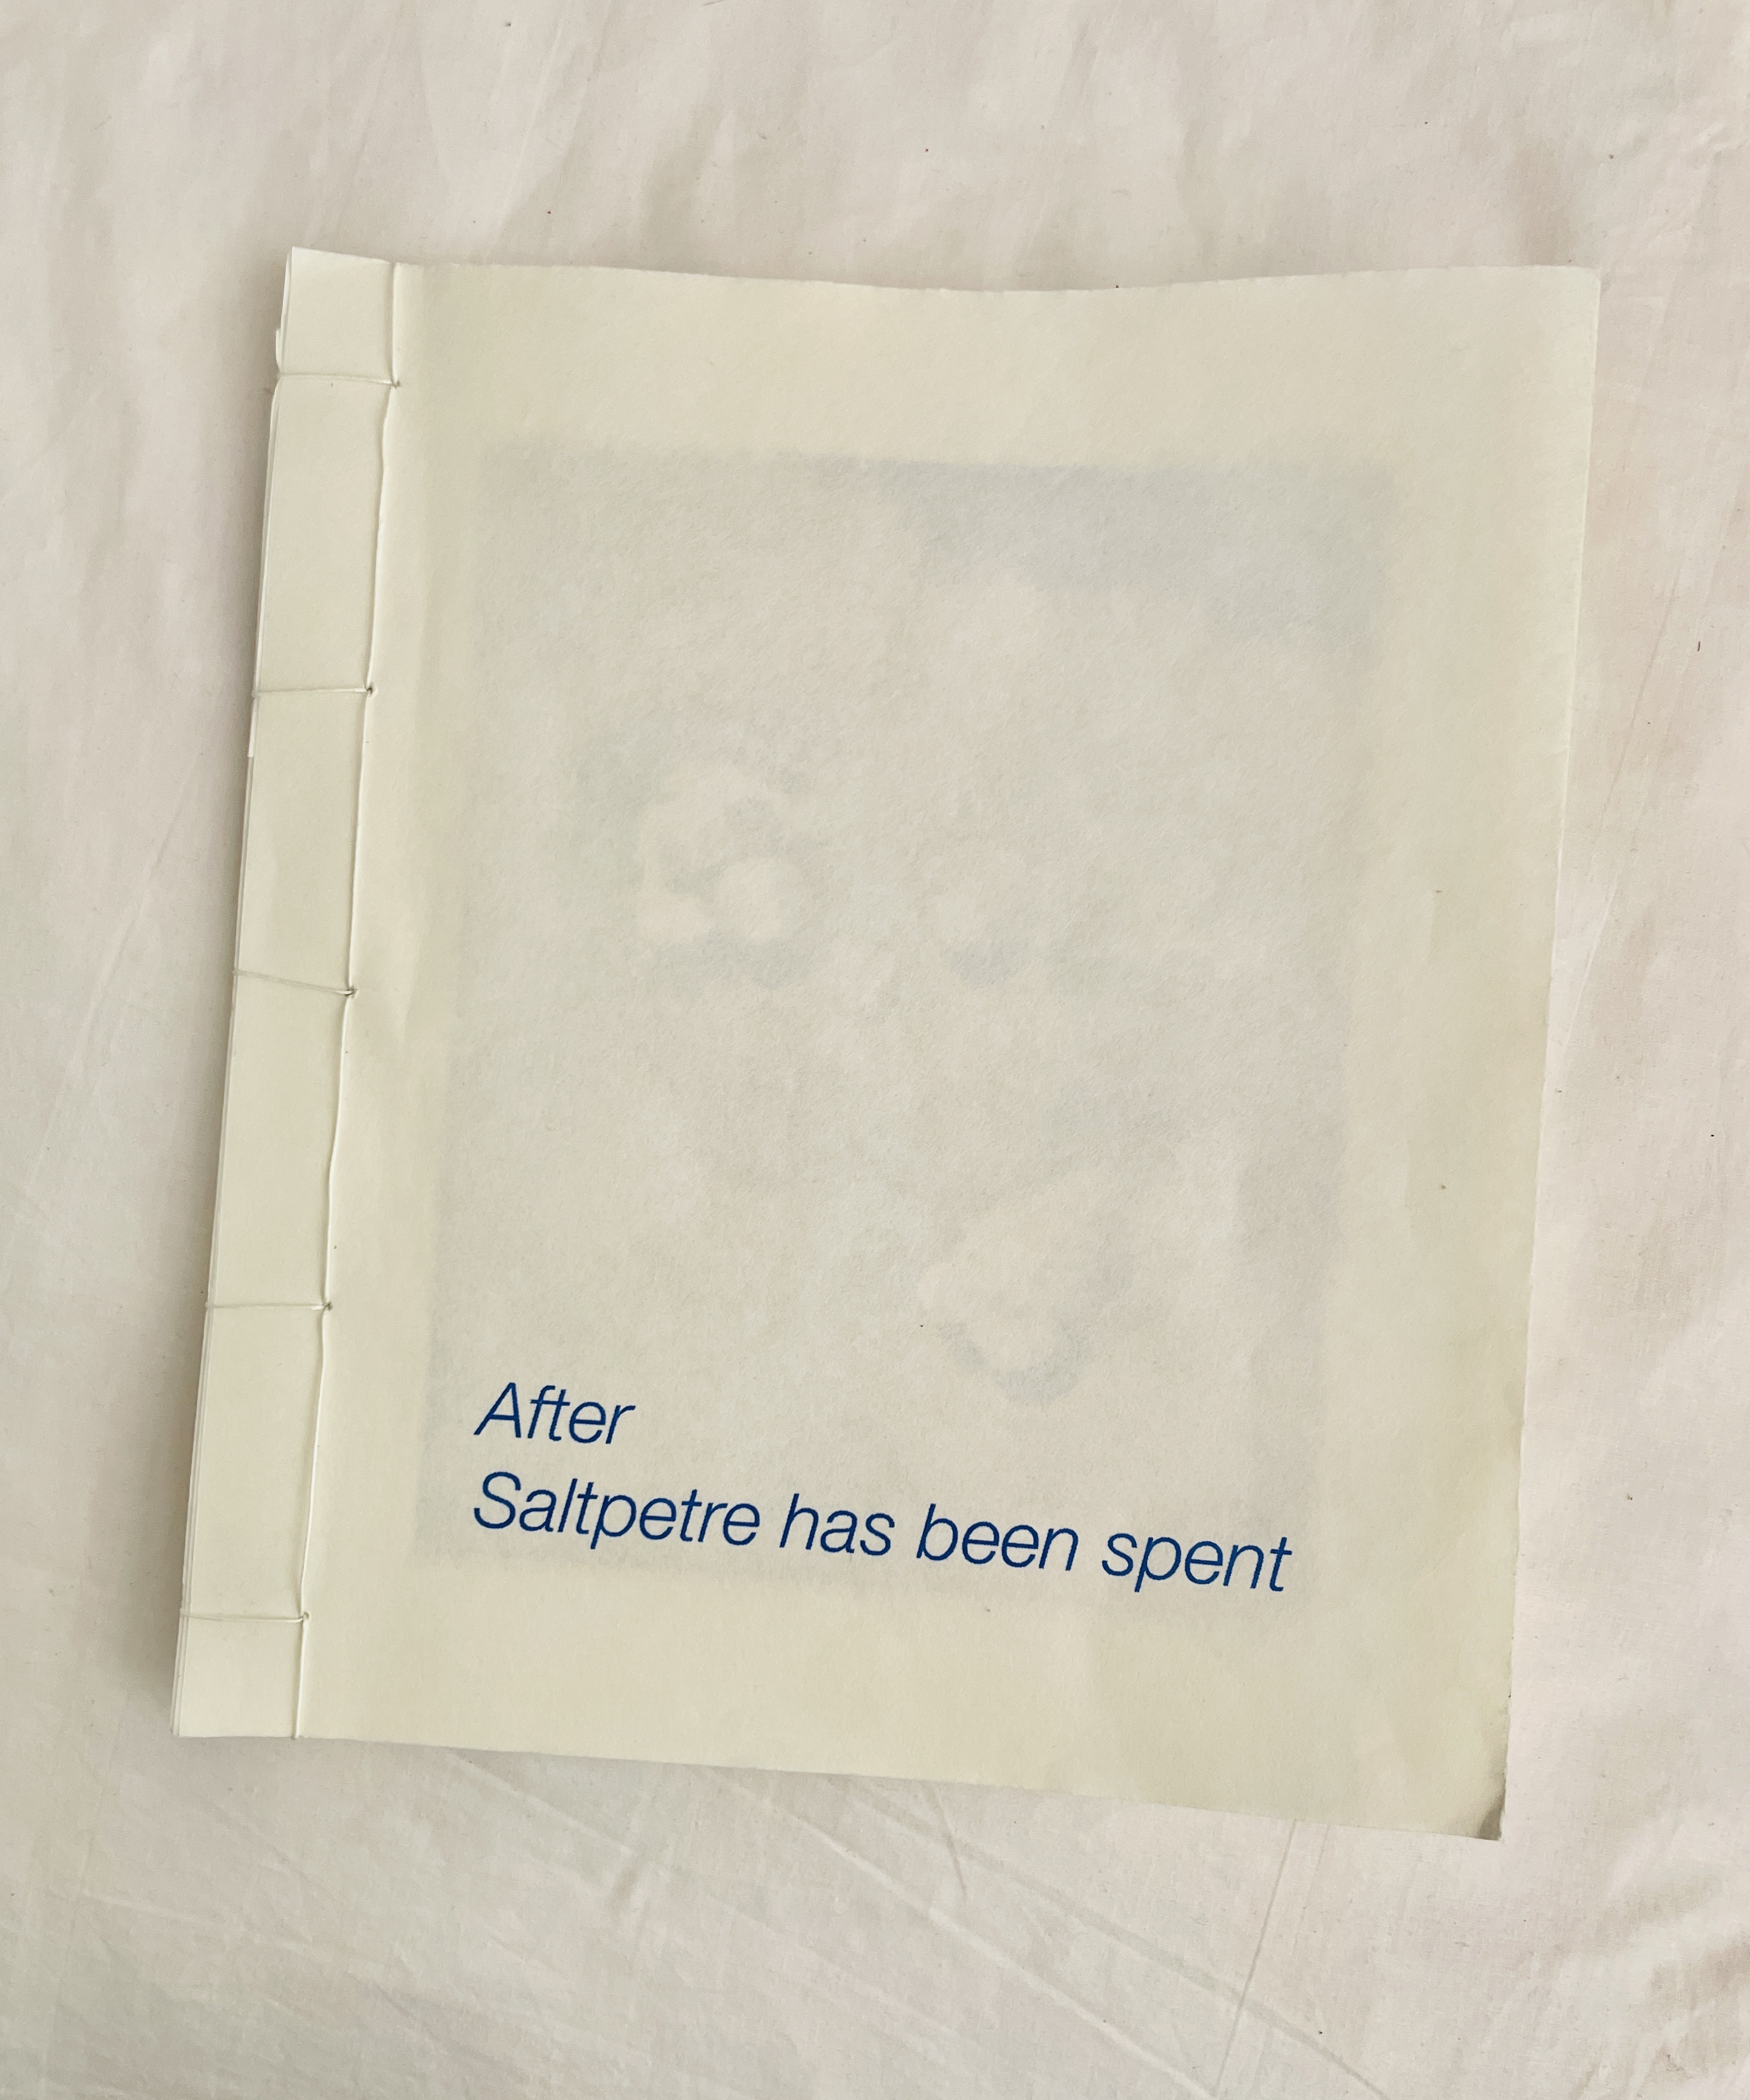 After
Saltpetre has been spent